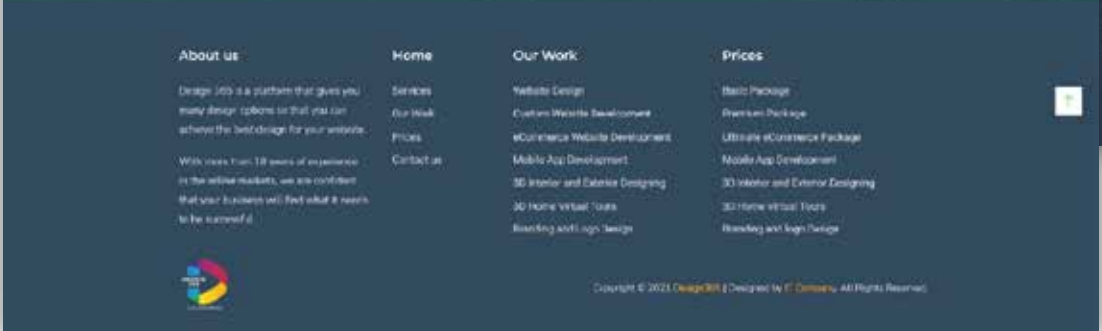 About us
Design 365 is a platform that gives you
many design options so that you can
achieve the best design for your website.
With more than 10 years of experience
in the online markets, we are confident
that your business will find what it needs
to be successful.
Home
Services
Our Work
Prices
Contact us
Our Work
Website Design
Custom Website Development
eCommerce Website Development
Mobile App Development
3D Interior and Exterior Designing
3D Home Virtual Tours
Branding and Logo Design
Prices
Basic Package
Premium Package
Ultimate eCommerce Package
Mobile App Development
3D Interior and Exterior Designing
3D Home Virtual Tours
Branding and logo Design
Copyright © 2021 Design365 | Designed by IT Company. All Rights Reserved.